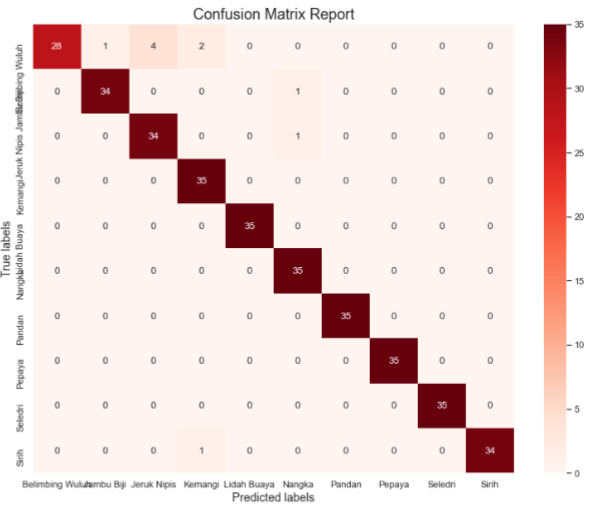 Confusion Matrix Report
Belimbing Wuluh 28 1 4 2 0 0 0 0 0 0
Jambu Biji 0 34 0 0 0 1 0 0 0 0
Jeruk Nipis 0 0 34 0 0 1 0 0 0 0
Kemangi 0 0 0 35 0 0 0 0 0 0
Lidah Buaya 0 0 0 0 35 0 0 0 0 0
Nangka 0 0 0 0 0 35 0 0 0 0
Pandan 0 0 0 0 0 0 35 0 0 0
Pepaya 0 0 0 0 0 0 0 35 0 0
Seledri 0 0 0 0 0 0 0 0 35 0
Sirih 0 0 0 1 0 0 0 0 0 34
True labels
Belimbing Wuluh Jambu Biji Jeruk Nipis Kemangi Lidah Buaya Nangka Pandan Pepaya Seledri Sirih
Predicted labels
35
30
25
20
15
10
5
0